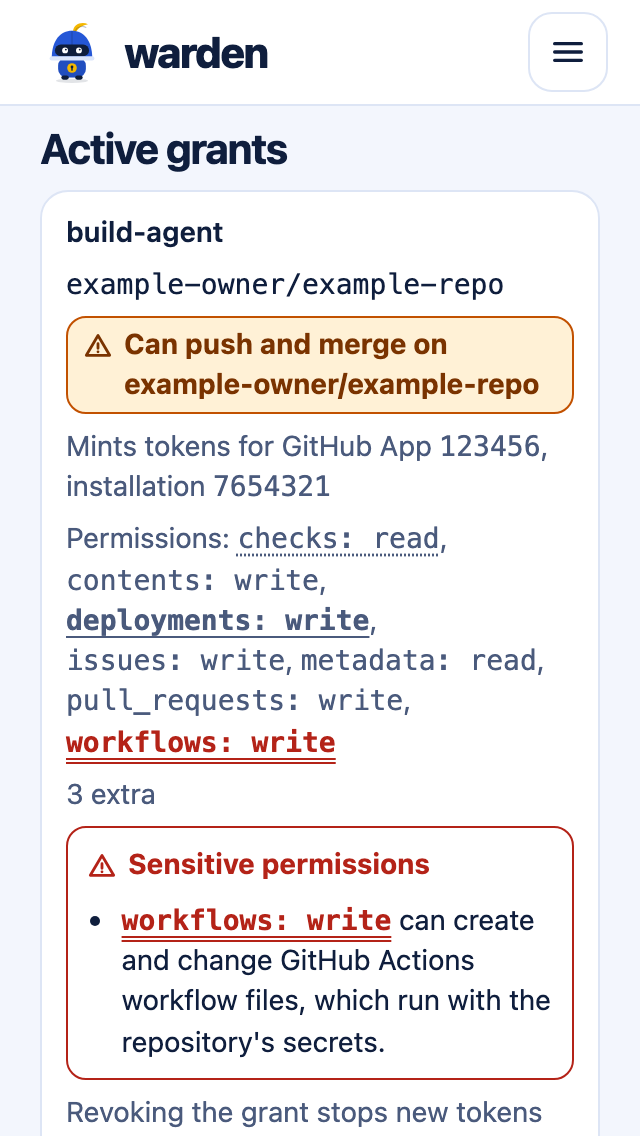 warden
Active grants
build-agent
example-owner/example-repo
Can push and merge on
example-owner/example-repo
Mints tokens for GitHub App 123456,
installation 7654321
Permissions: checks: read,
contents: write,
deployments: write,
issues: write, metadata: read,
pull_requests: write,
workflows: write
3 extra
Sensitive permissions
• workflows: write can create
and change GitHub Actions
workflow files, which run with the
repository's secrets.
Revoking the grant stops new tokens